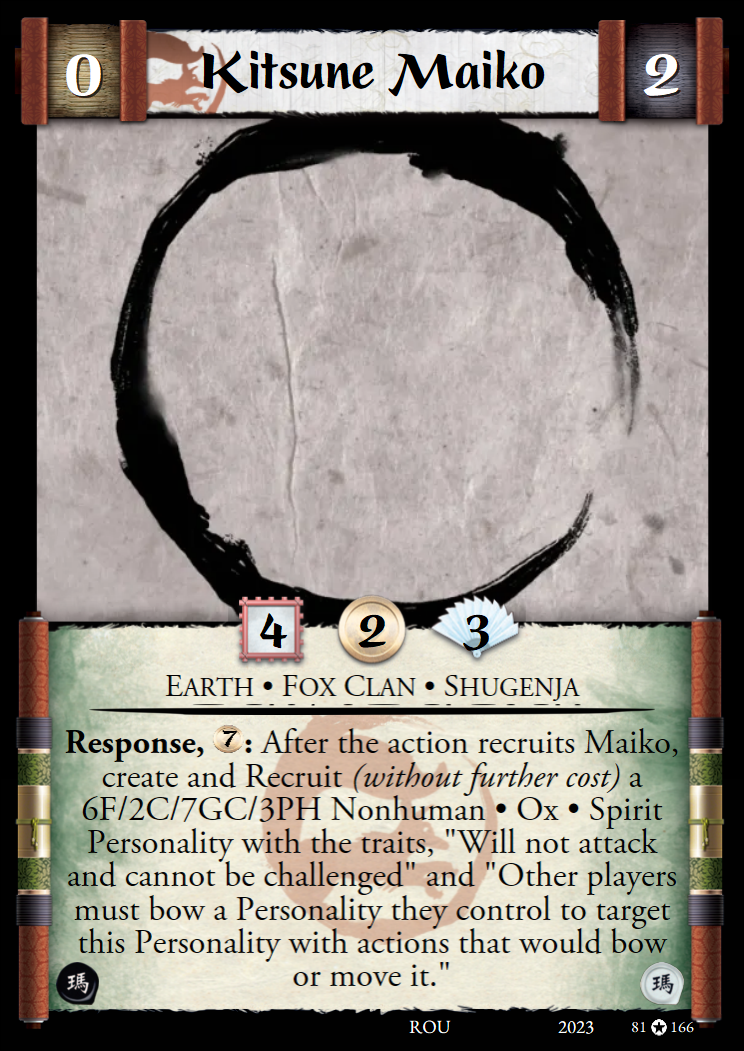 0 Kitsune Maiko 2
4 2 3
Earth • Fox Clan • Shugenja
Response, 7: After the action recruits Maiko,
create and Recruit (without further cost) a
6F/2C/7GC/3PH Nonhuman • Ox • Spirit
Personality with the traits, "Will not attack
and cannot be challenged" and "Other players
must bow a Personality they control to target
this Personality with actions that would bow
or move it."
瑪 瑪
ROU 2023 81 ✪ 166